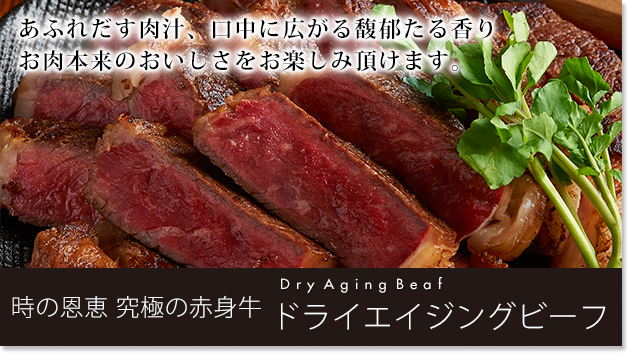 あふれだす肉汁、口中に広がる馥郁たる香り
お肉本来のおいしさをお楽しみ頂けます。
Dry Aging Beaf
時の恩恵 究極の赤身牛 ドライエイジングビーフ